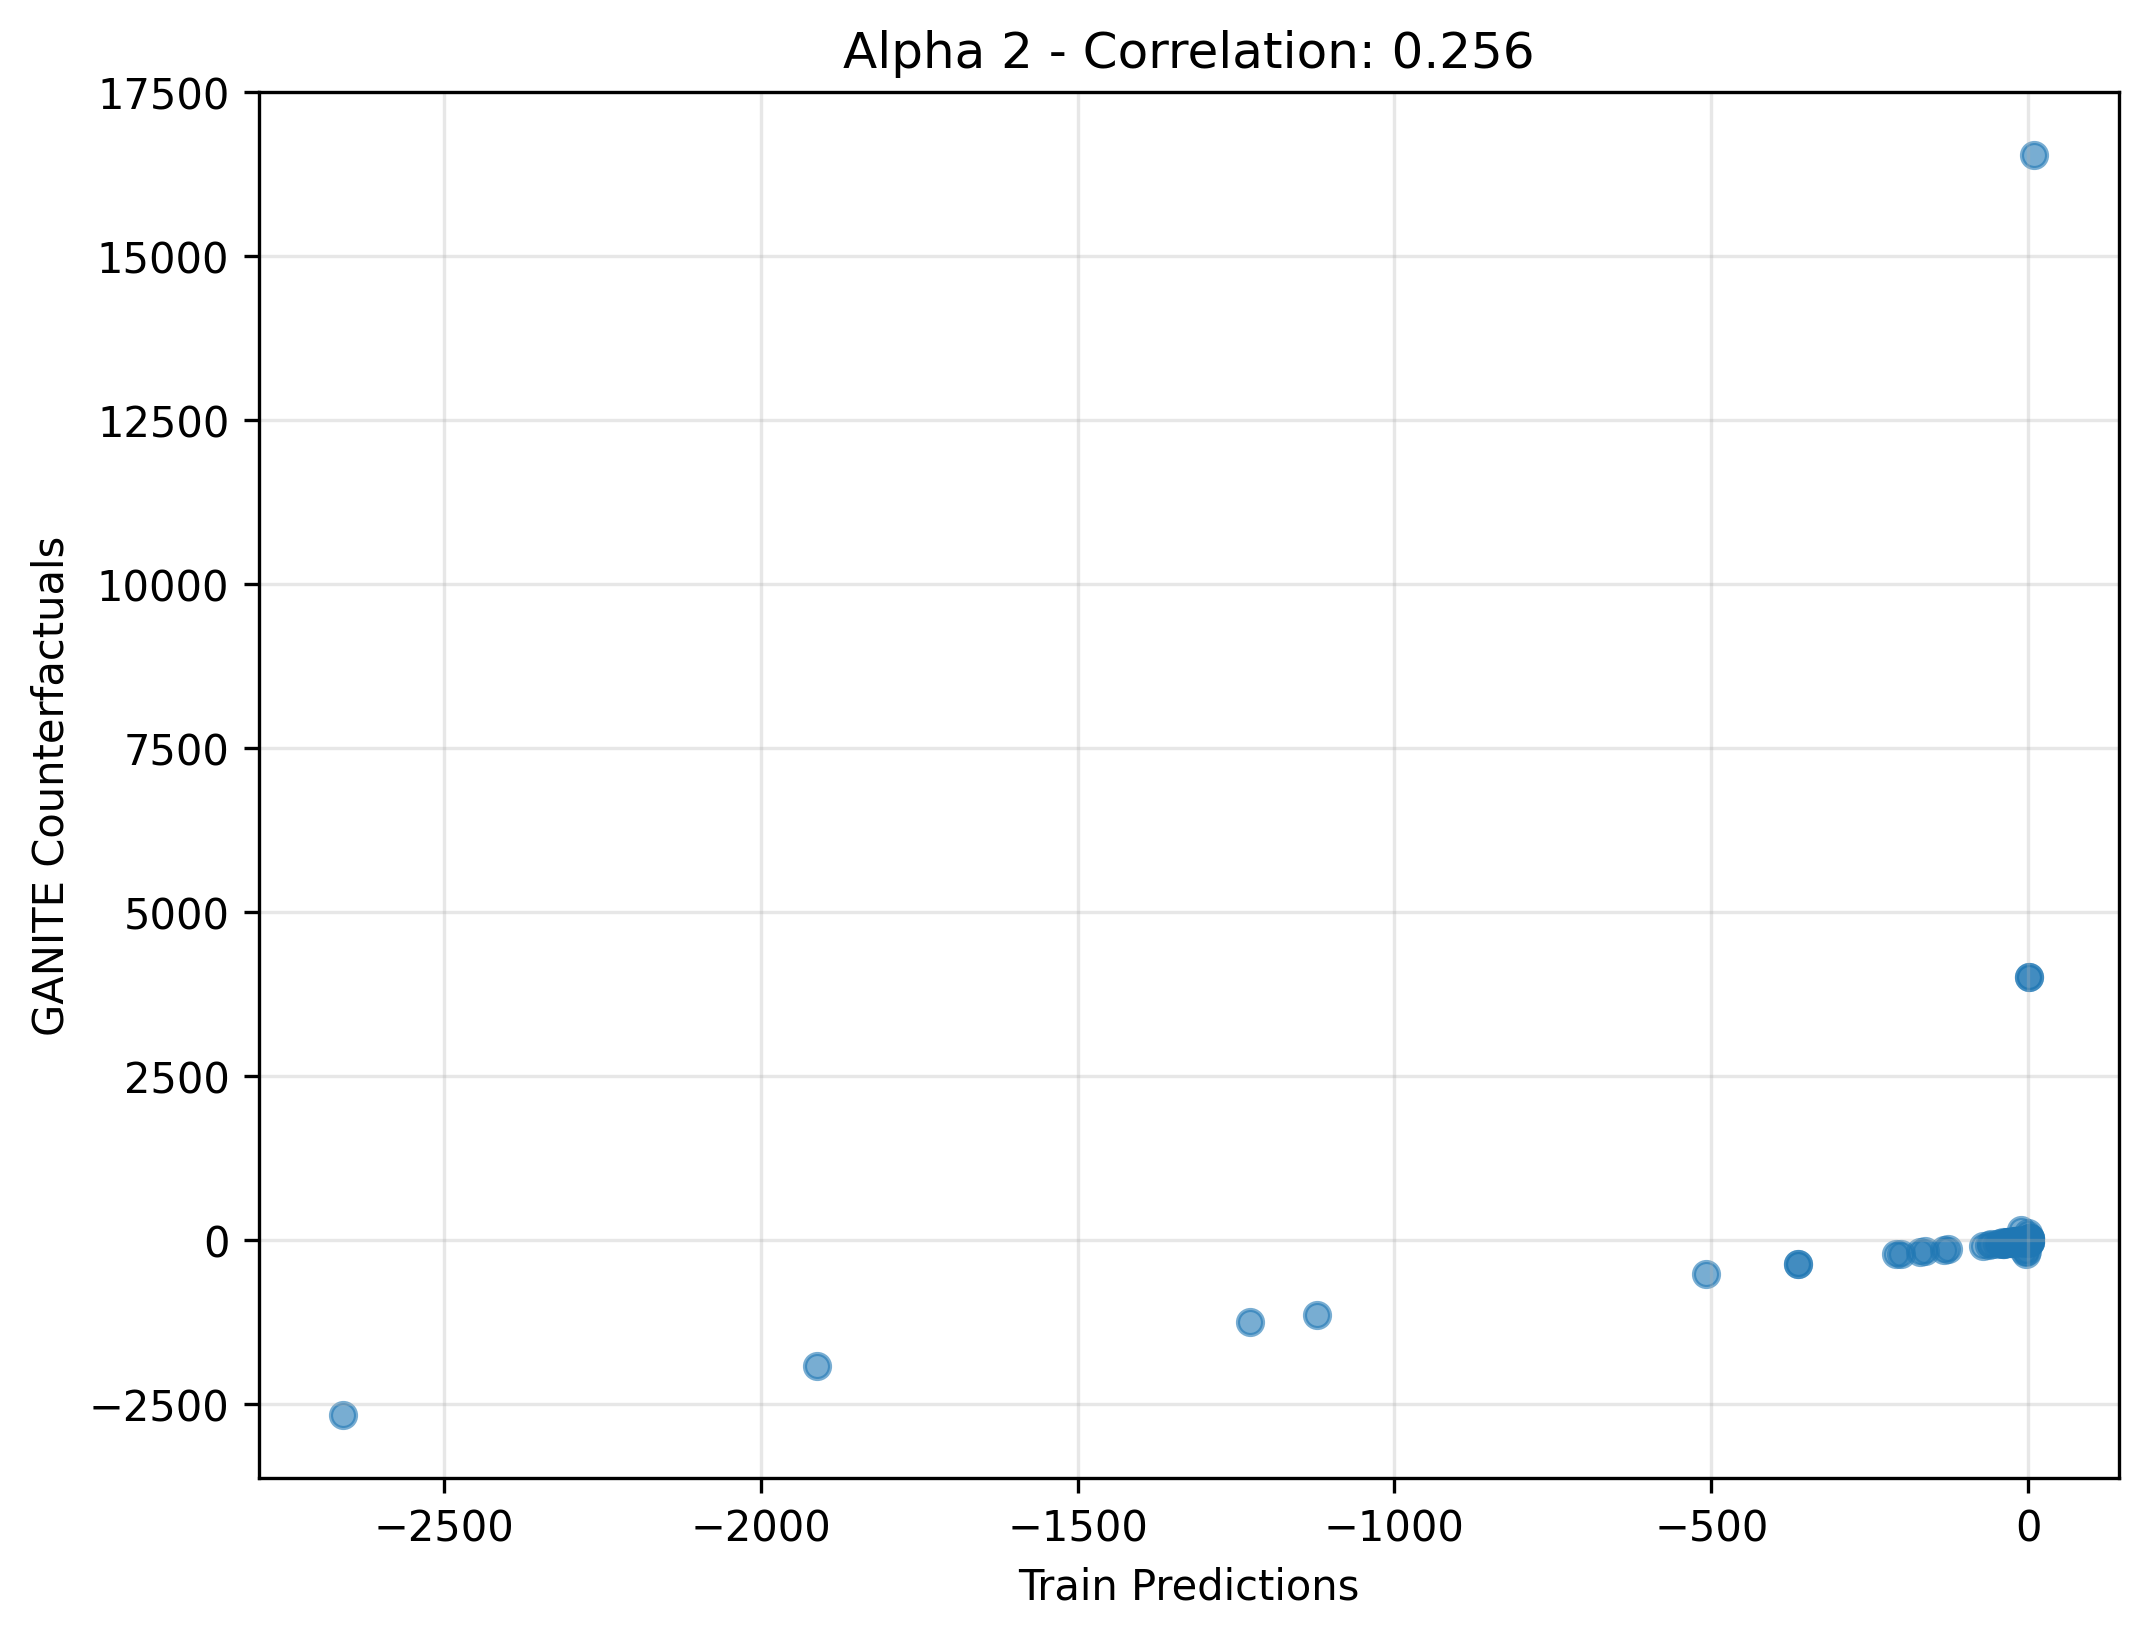 Alpha 2 - Correlation: 0.256
17500
15000
12500
10000
7500
5000
2500
0
−2500
GANITE Counterfactuals
−2500 −2000 −1500 −1000 −500 0
Train Predictions